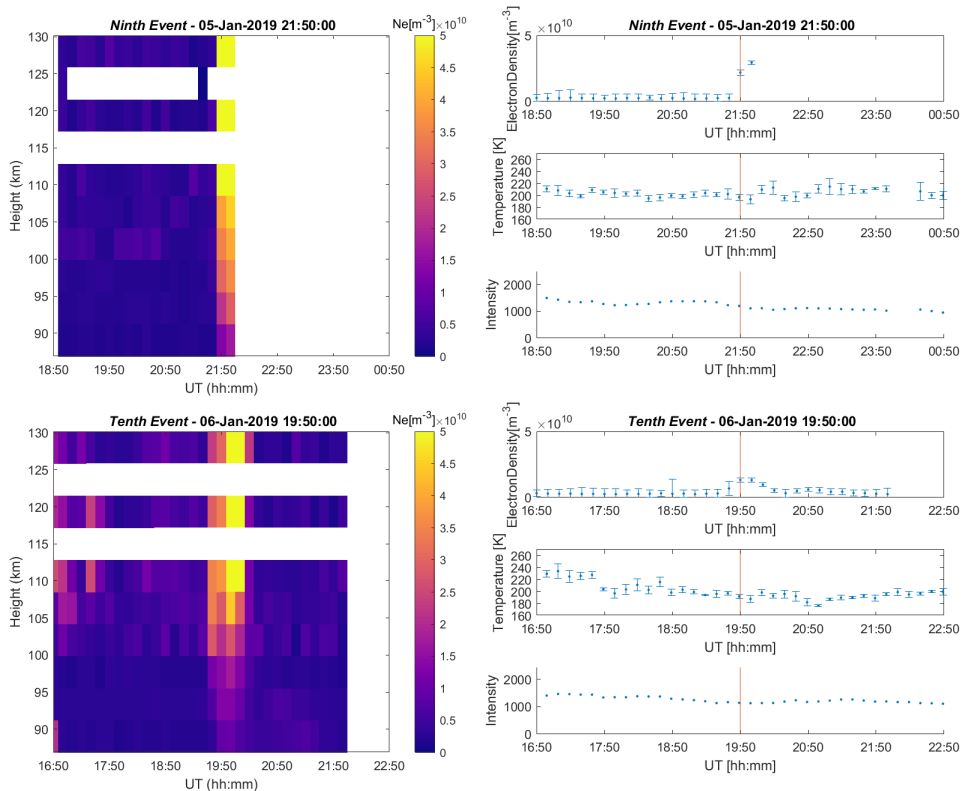 Ninth Event - 05-Jan-2019 21:50:00
Ne[m⁻³]×10¹⁰
130
125
120
115
110
105
100
95
90
Height (km)
18:50 19:50 20:50 21:50 22:50 23:50 00:50
UT (hh:mm)
5
4.5
4
3.5
3
2.5
2
1.5
1
0.5
0
Ninth Event - 05-Jan-2019 21:50:00
×10¹⁰
ElectronDensity[m⁻³]
5
0
18:50 19:50 20:50 21:50 22:50 23:50 00:50
UT [hh:mm]
Temperature [K]
260
240
220
200
180
160
18:50 19:50 20:50 21:50 22:50 23:50 00:50
UT [hh:mm]
Intensity
2000
1000
0
18:50 19:50 20:50 21:50 22:50 23:50 00:50
UT [hh:mm]
Tenth Event - 06-Jan-2019 19:50:00
Ne[m⁻³]×10¹⁰
130
125
120
115
110
105
100
95
90
Height (km)
16:50 17:50 18:50 19:50 20:50 21:50 22:50
UT (hh:mm)
5
4.5
4
3.5
3
2.5
2
1.5
1
0.5
0
Tenth Event - 06-Jan-2019 19:50:00
×10¹⁰
ElectronDensity[m⁻³]
5
0
16:50 17:50 18:50 19:50 20:50 21:50 22:50
UT [hh:mm]
Temperature [K]
260
240
220
200
180
160
16:50 17:50 18:50 19:50 20:50 21:50 22:50
UT [hh:mm]
Intensity
2000
1000
0
16:50 17:50 18:50 19:50 20:50 21:50 22:50
UT [hh:mm]